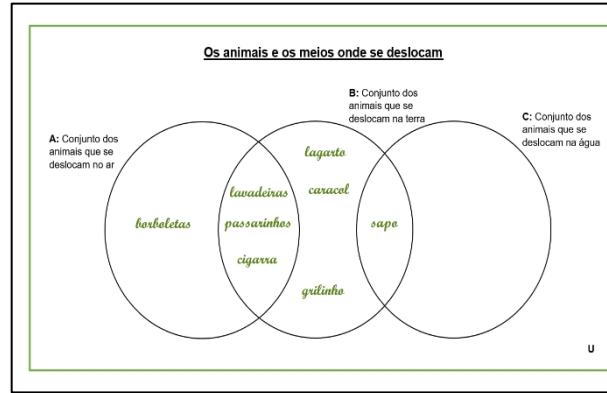 Os animais e os meios onde se deslocam
A: Conjunto dos
animais que se
deslocam no ar
B: Conjunto dos
animais que se
deslocam na terra
C: Conjunto dos
animais que se
deslocam na água
lagarto
lavadeiras
caracol
borboletas
passarinhos
sapo
cigarra
grilinho
U